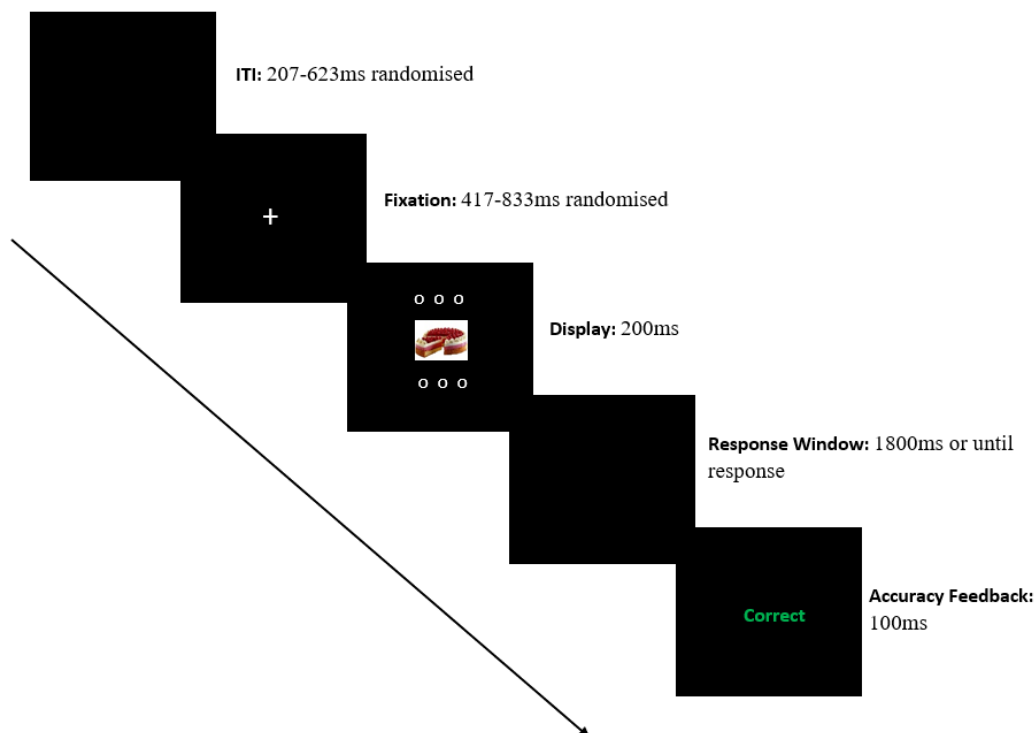 ITI: 207-623ms randomised
+
Fixation: 417-833ms randomised
o o o
Display: 200ms
o o o
Response Window: 1800ms or until
response
Accuracy Feedback:
Correct
100ms